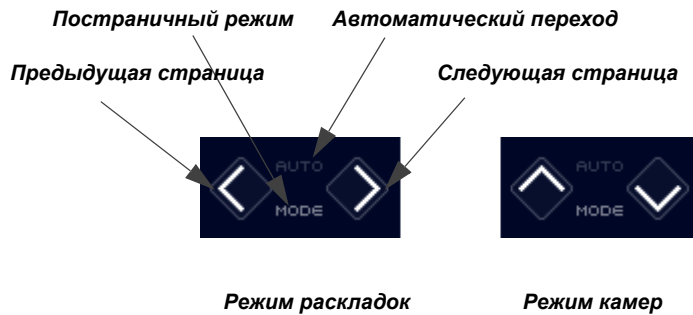 Постраничный режим Автоматический переход
Предыдущая страница Следующая страница
AUTO AUTO
MODE MODE
Режим раскладок Режим камер